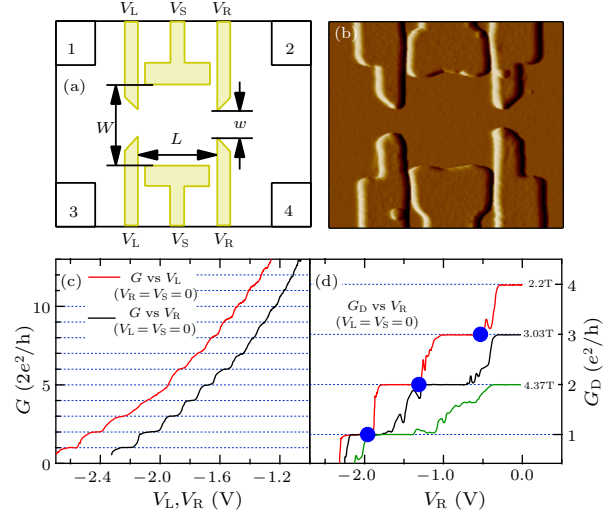 V_L V_S V_R
(b)
1 2
(a)
W w
L
3 4
V_L V_S V_R
(c) G vs V_L
(V_R = V_S = 0)
G vs V_R
(V_L = V_S = 0)
G (2e²/h)
10
5
0
−2.4 −2.0 −1.6 −1.2
V_L,V_R (V)
(d)
G_D vs V_R
(V_L = V_S = 0)
2.2T
3.03T
4.37T
4
3
2
1
G_D (e²/h)
−2.0 −1.0 0.0
V_R (V)